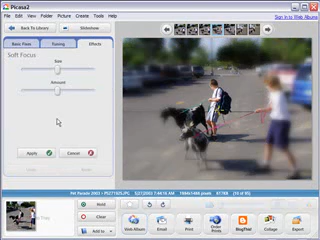 Picasa2
File Edit View Folder Picture Create Tools Help
Sign in to Web Albums
Back To Library
Slideshow
Basic Fixes Tuning Effects
Soft Focus
Size
Amount
Apply Cancel
Hold
Clear
Add to
Web Album Email Print Order Prints BlogThis! Collage Export